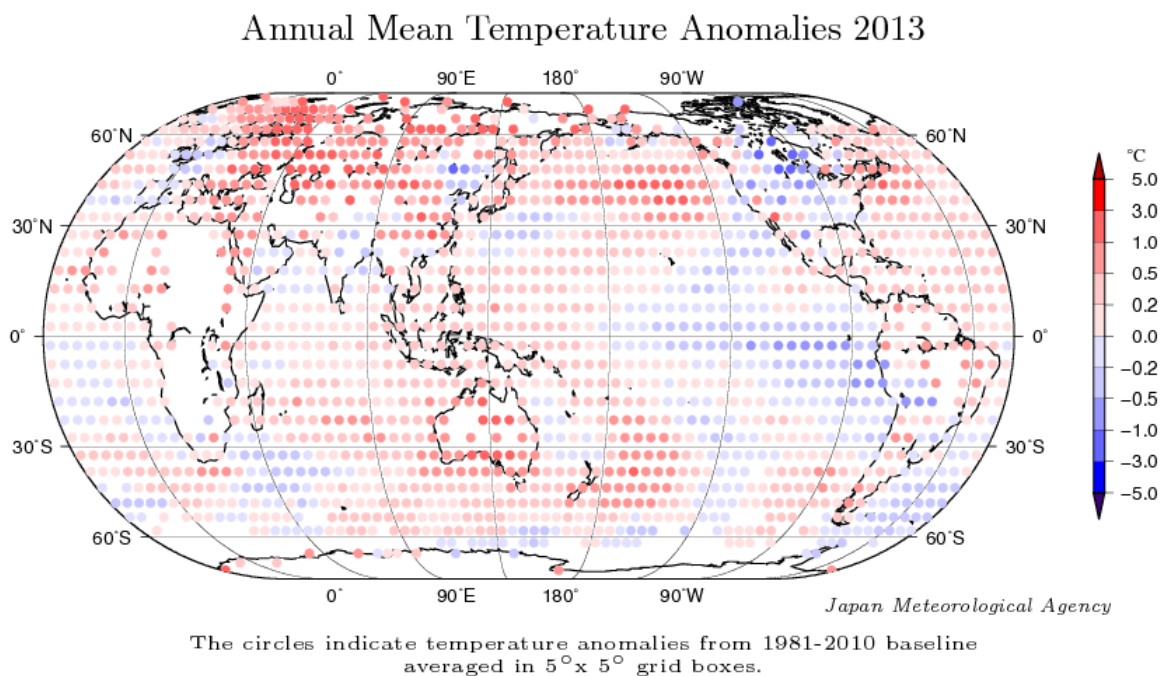 Annual Mean Temperature Anomalies 2013
0° 90°E 180° 90°W
60°N 60°N
℃
5.0
3.0
30°N 30°N
1.0
0.5
0.2
0° 0°
0.0
−0.2
−0.5
30°S 30°S
−1.0
−3.0
−5.0
60°S 60°S
0° 90°E 180° 90°W
Japan Meteorological Agency
The circles indicate temperature anomalies from 1981-2010 baseline
averaged in 5°x 5° grid boxes.